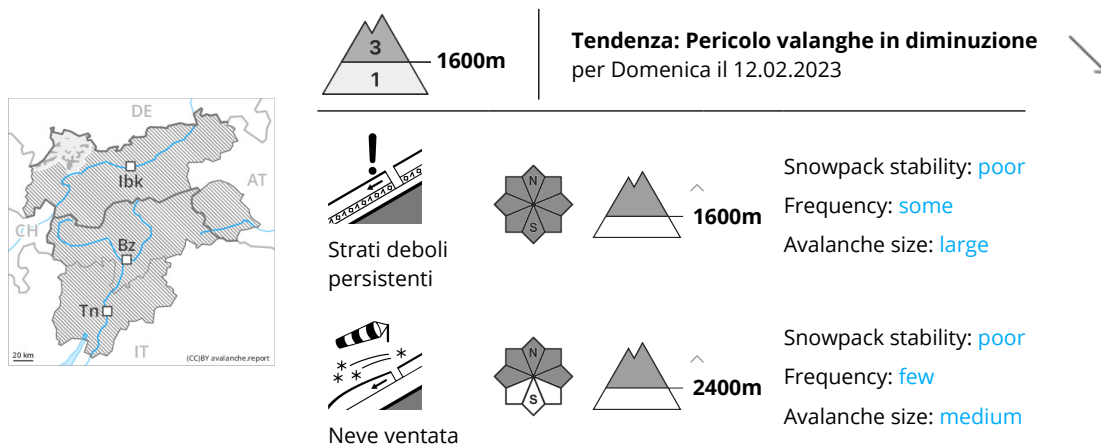 3
1600m
1
Tendenza: Pericolo valanghe in diminuzione
per Domenica il 12.02.2023
DE
Ibk
AT
CH
Bz
Tn
20 km
IT
(CC)BY avalanche.report
Strati deboli
persistenti
N
S
1600m
Snowpack stability: poor
Frequency: some
Avalanche size: large
Neve ventata
N
S
2400m
Snowpack stability: poor
Frequency: few
Avalanche size: medium